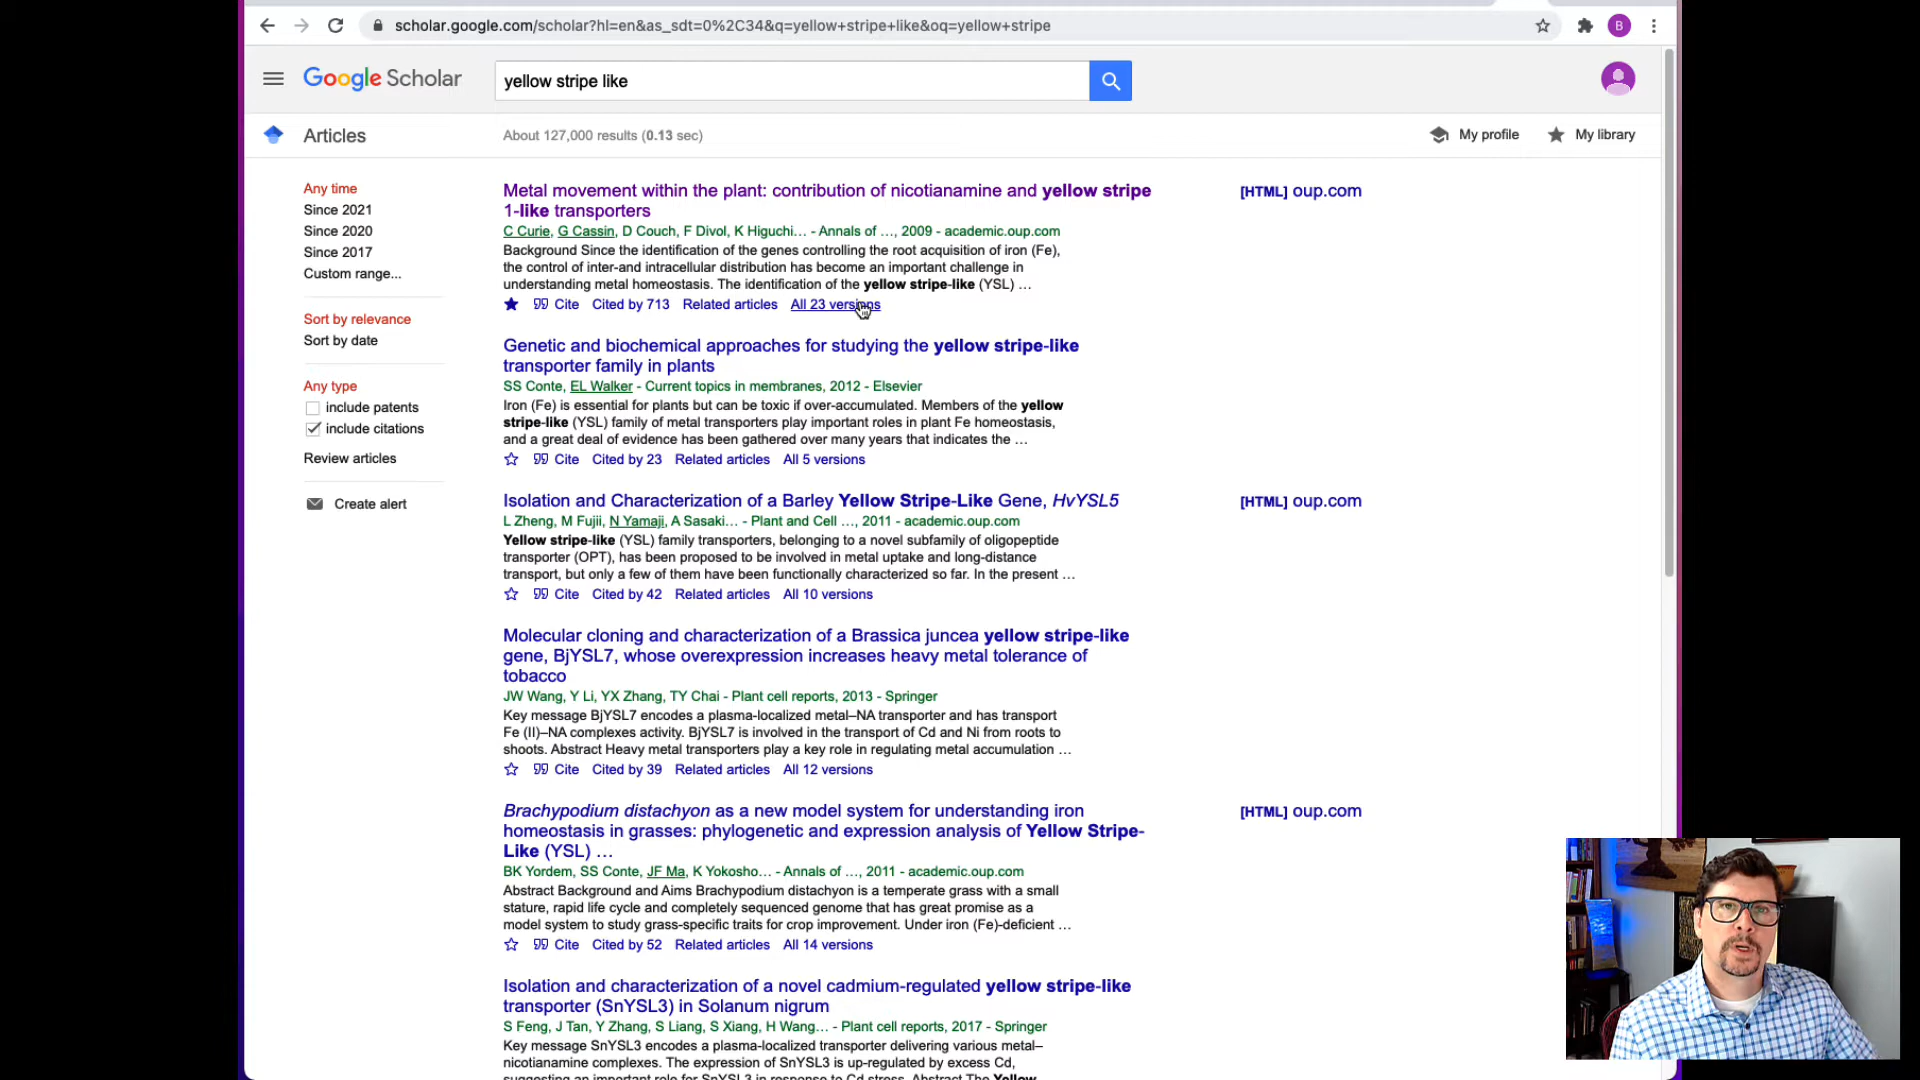 scholar.google.com/scholar?hl=en&as_sdt=0%2C34&q=yellow+stripe+like&oq=yellow+stripe
B
Google Scholar
yellow stripe like
Articles
About 127,000 results (0.13 sec)
My profile
My library
Any time
Since 2021
Since 2020
Since 2017
Custom range...
Sort by relevance
Sort by date
Any type
include patents
include citations
Review articles
Create alert
Metal movement within the plant: contribution of nicotianamine and yellow stripe
1-like transporters
[HTML] oup.com
C Curie, G Cassin, D Couch, F Divol, K Higuchi… - Annals of …, 2009 - academic.oup.com
Background Since the identification of the genes controlling the root acquisition of iron (Fe),
the control of inter-and intracellular distribution has become an important challenge in
understanding metal homeostasis. The identification of the yellow stripe-like (YSL) …
Cite Cited by 713 Related articles All 23 versions
Genetic and biochemical approaches for studying the yellow stripe-like
transporter family in plants
SS Conte, EL Walker - Current topics in membranes, 2012 - Elsevier
Iron (Fe) is essential for plants but can be toxic if over-accumulated. Members of the yellow
stripe-like (YSL) family of metal transporters play important roles in plant Fe homeostasis,
and a great deal of evidence has been gathered over many years that indicates the …
Cite Cited by 23 Related articles All 5 versions
Isolation and Characterization of a Barley Yellow Stripe-Like Gene, HvYSL5
[HTML] oup.com
L Zheng, M Fujii, N Yamaji, A Sasaki… - Plant and Cell …, 2011 - academic.oup.com
Yellow stripe-like (YSL) family transporters, belonging to a novel subfamily of oligopeptide
transporter (OPT), has been proposed to be involved in metal uptake and long-distance
transport, but only a few of them have been functionally characterized so far. In the present …
Cite Cited by 42 Related articles All 10 versions
Molecular cloning and characterization of a Brassica juncea yellow stripe-like
gene, BjYSL7, whose overexpression increases heavy metal tolerance of
tobacco
JW Wang, Y Li, YX Zhang, TY Chai - Plant cell reports, 2013 - Springer
Key message BjYSL7 encodes a plasma-localized metal–NA transporter and has transport
Fe (II)–NA complexes activity. BjYSL7 is involved in the transport of Cd and Ni from roots to
shoots. Abstract Heavy metal transporters play a key role in regulating metal accumulation …
Cite Cited by 39 Related articles All 12 versions
Brachypodium distachyon as a new model system for understanding iron
homeostasis in grasses: phylogenetic and expression analysis of Yellow Stripe-
Like (YSL) …
[HTML] oup.com
BK Yordem, SS Conte, JF Ma, K Yokosho… - Annals of …, 2011 - academic.oup.com
Abstract Background and Aims Brachypodium distachyon is a temperate grass with a small
stature, rapid life cycle and completely sequenced genome that has great promise as a
model system to study grass-specific traits for crop improvement. Under iron (Fe)-deficient …
Cite Cited by 52 Related articles All 14 versions
Isolation and characterization of a novel cadmium-regulated yellow stripe-like
transporter (SnYSL3) in Solanum nigrum
S Feng, J Tan, Y Zhang, S Liang, S Xiang, H Wang… - Plant cell reports, 2017 - Springer
Key message SnYSL3 encodes a plasma-localized transporter delivering various metal–
nicotianamine complexes. The expression of SnYSL3 is up-regulated by excess Cd,
suggesting an important role for SnYSL3 in response to Cd stress. Abstract The Yellow